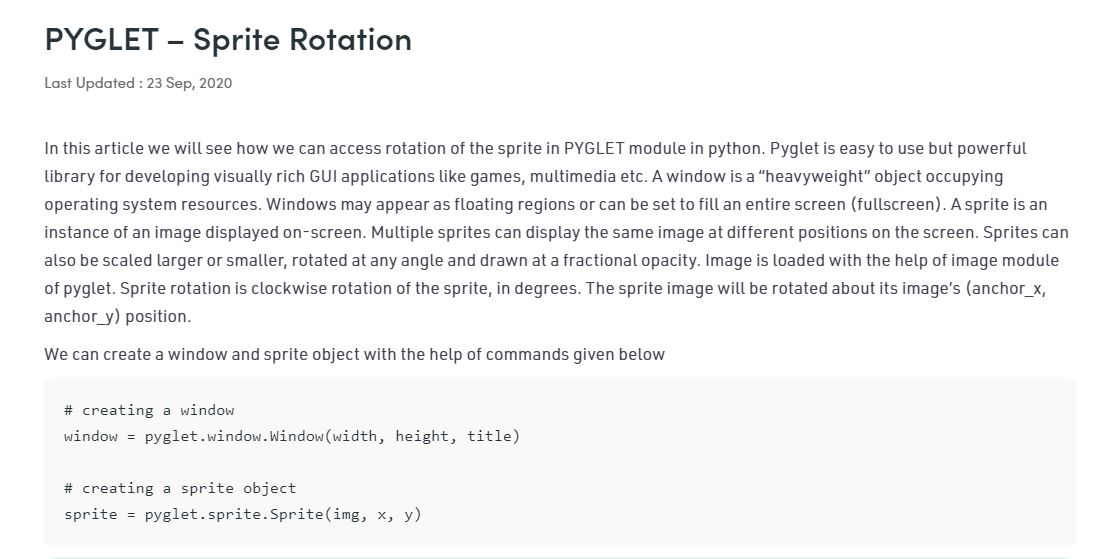 PYGLET – Sprite Rotation
Last Updated : 23 Sep, 2020
In this article we will see how we can access rotation of the sprite in PYGLET module in python. Pyglet is easy to use but powerful
library for developing visually rich GUI applications like games, multimedia etc. A window is a “heavyweight” object occupying
operating system resources. Windows may appear as floating regions or can be set to fill an entire screen (fullscreen). A sprite is an
instance of an image displayed on-screen. Multiple sprites can display the same image at different positions on the screen. Sprites can
also be scaled larger or smaller, rotated at any angle and drawn at a fractional opacity. Image is loaded with the help of image module
of pyglet. Sprite rotation is clockwise rotation of the sprite, in degrees. The sprite image will be rotated about its image’s (anchor_x,
anchor_y) position.
We can create a window and sprite object with the help of commands given below
# creating a window
window = pyglet.window.Window(width, height, title)
# creating a sprite object
sprite = pyglet.sprite.Sprite(img, x, y)